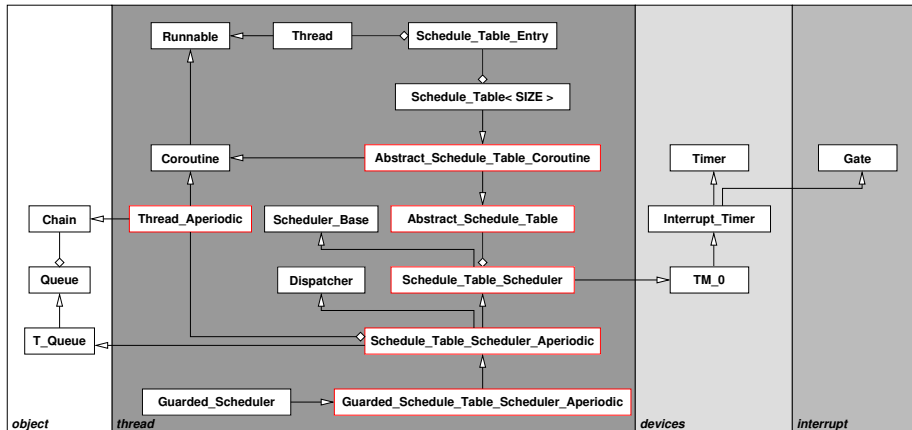 Runnable
Thread
Schedule_Table_Entry
Schedule_Table< SIZE >
Coroutine
Abstract_Schedule_Table_Coroutine
Timer
Gate
Chain
Thread_Aperiodic
Scheduler_Base
Abstract_Schedule_Table
Interrupt_Timer
Queue
Dispatcher
Schedule_Table_Scheduler
TM_0
T_Queue
Schedule_Table_Scheduler_Aperiodic
Guarded_Scheduler
Guarded_Schedule_Table_Scheduler_Aperiodic
object
thread
devices
interrupt